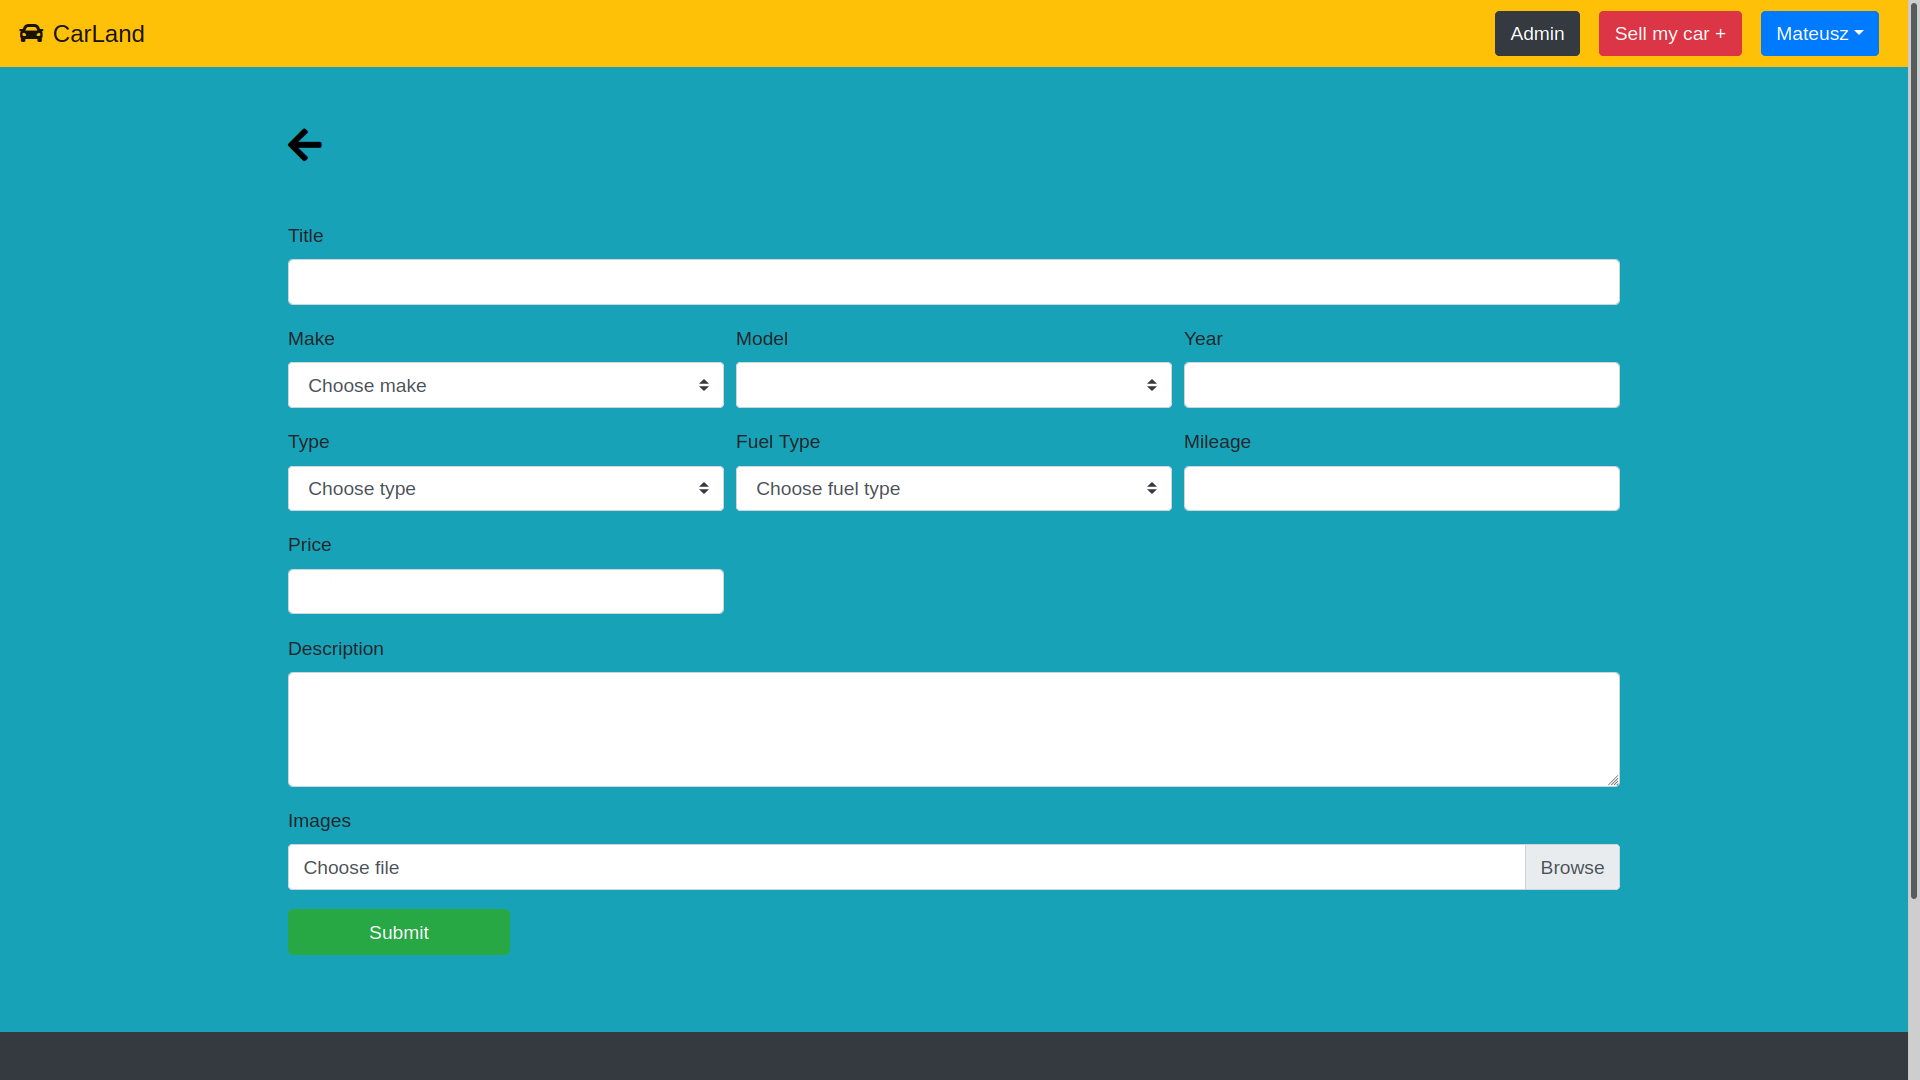 CarLand
Admin Sell my car + Mateusz
Title
Make Model Year
Choose make
Type Fuel Type Mileage
Choose type Choose fuel type
Price
Description
Images
Choose file Browse
Submit